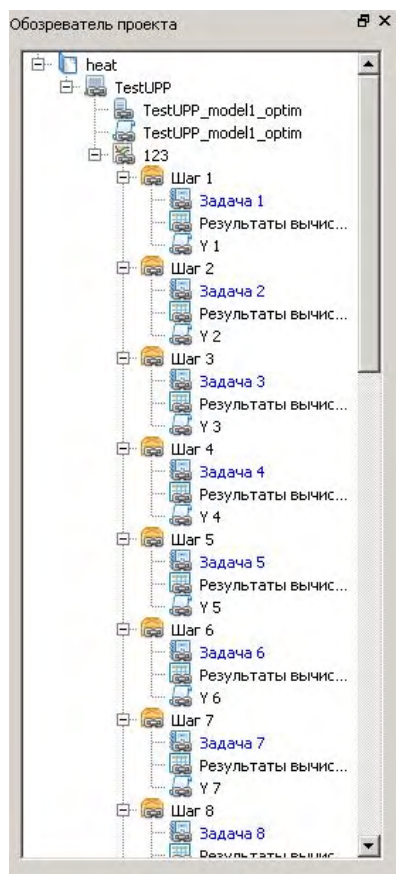 Обозреватель проекта
heat
TestUPP
TestUPP_model1_optim
TestUPP_model1_optim
123
Шаг 1
Задача 1
Результаты вычис...
Y 1
Шаг 2
Задача 2
Результаты вычис...
Y 2
Шаг 3
Задача 3
Результаты вычис...
Y 3
Шаг 4
Задача 4
Результаты вычис...
Y 4
Шаг 5
Задача 5
Результаты вычис...
Y 5
Шаг 6
Задача 6
Результаты вычис...
Y 6
Шаг 7
Задача 7
Результаты вычис...
Y 7
Шаг 8
Задача 8
Результаты вычис...